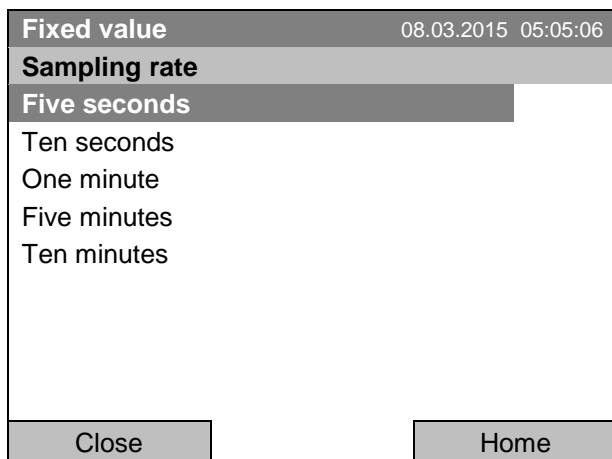 Fixed value 08.03.2015 05:05:06
Sampling rate
Five seconds
Ten seconds
One minute
Five minutes
Ten minutes
Close Home